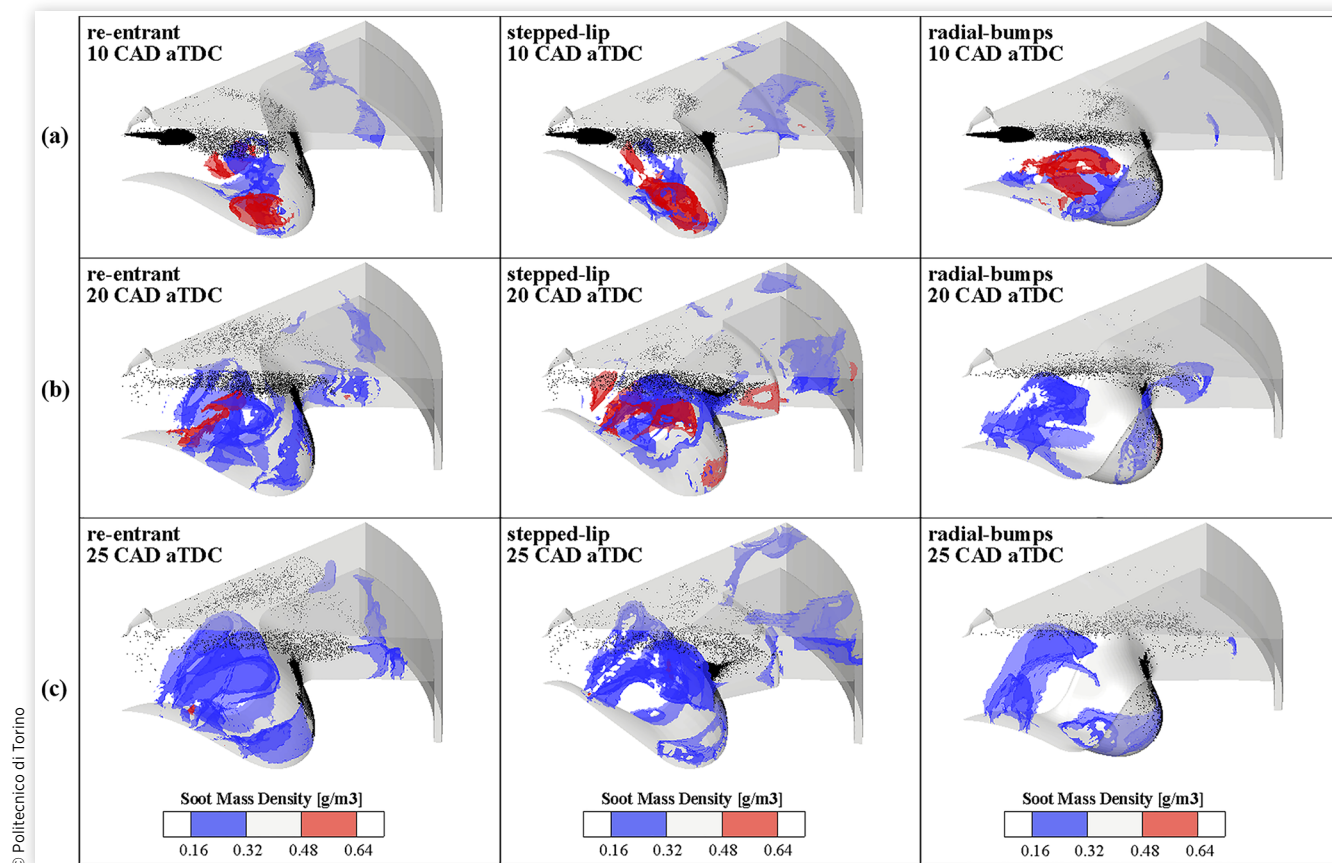 re-entrant
10 CAD aTDC
stepped-lip
10 CAD aTDC
radial-bumps
10 CAD aTDC
(a)
re-entrant
20 CAD aTDC
stepped-lip
20 CAD aTDC
radial-bumps
20 CAD aTDC
(b)
re-entrant
25 CAD aTDC
stepped-lip
25 CAD aTDC
radial-bumps
25 CAD aTDC
(c)
Soot Mass Density [g/m3]
0.16 0.32 0.48 0.64
Soot Mass Density [g/m3]
0.16 0.32 0.48 0.64
Soot Mass Density [g/m3]
0.16 0.32 0.48 0.64
© Politecnico di Torino